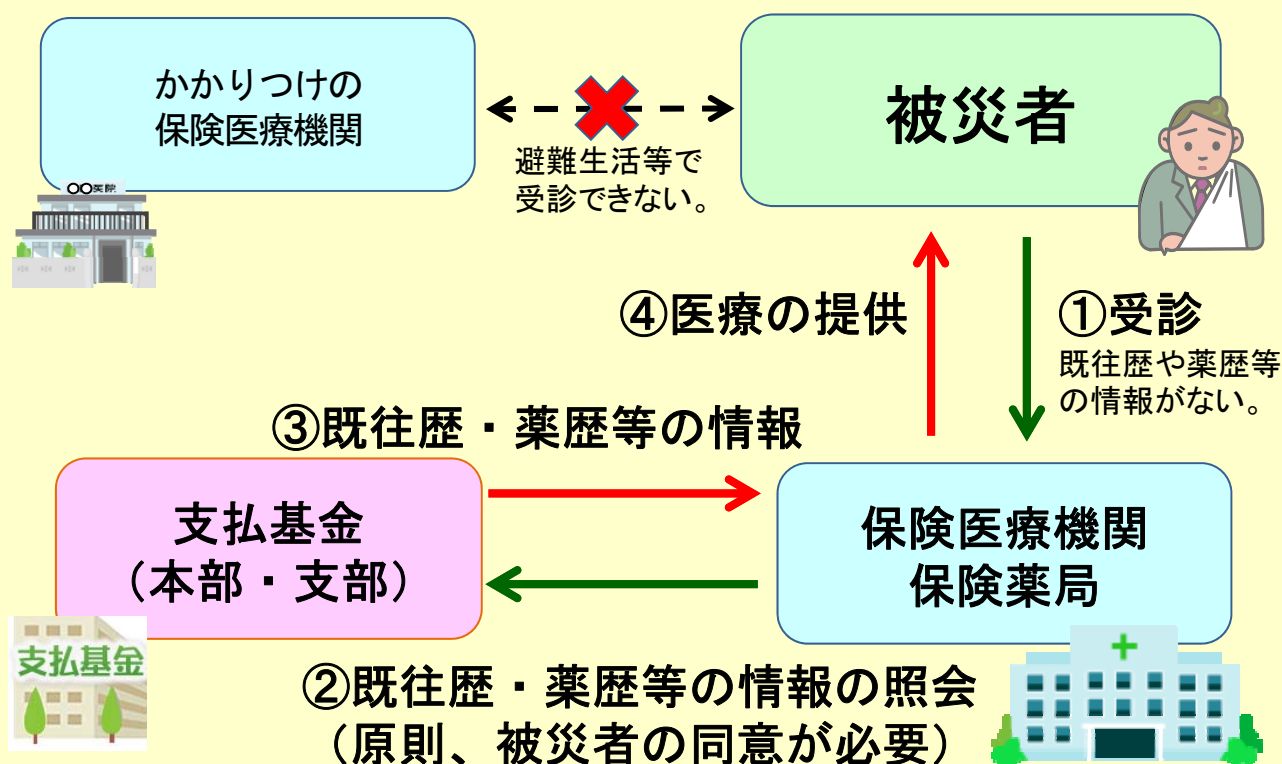 かかりつけの
保険医療機関
〇〇医院
避難生活等で
受診できない。
被災者
④医療の提供
①受診
既往歴や薬歴等
の情報がない。
③既往歴・薬歴等の情報
支払基金
（本部・支部）
保険医療機関
保険薬局
支払基金
②既往歴・薬歴等の情報の照会
（原則、被災者の同意が必要）